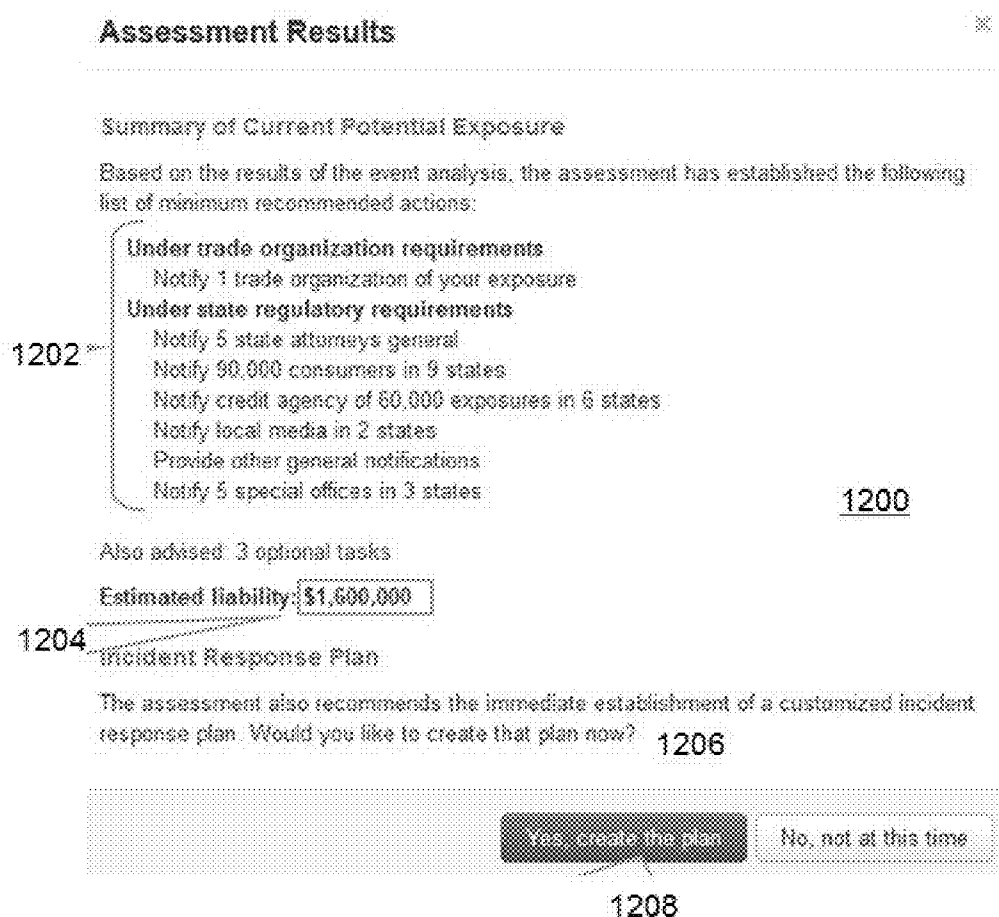 Assessment Results
Summary of Current Potential Exposure
Based on the results of the event analysis, the assessment has established the following
list of minimum recommended actions:
Under trade organization requirements
Notify 1 trade organization of your exposure
Under state regulatory requirements
Notify 5 state attorneys general
1202
Notify 90,000 consumers in 9 states
Notify credit agency of 60,000 exposures in 6 states
Notify local media in 2 states
Provide other general notifications
Notify 5 special offices in 3 states
1200
Also advised: 3 optional tasks
Estimated liability: $1,600,000
1204
Incident Response Plan
The assessment also recommends the immediate establishment of a customized incident
response plan. Would you like to create that plan now?
1206
Yes, create the plan
No, not at this time
1208